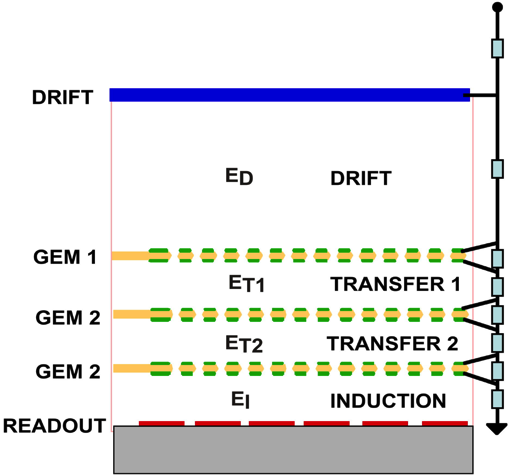 DRIFT
ED DRIFT
GEM 1
ET1 TRANSFER 1
GEM 2
ET2 TRANSFER 2
GEM 2
EI INDUCTION
READOUT